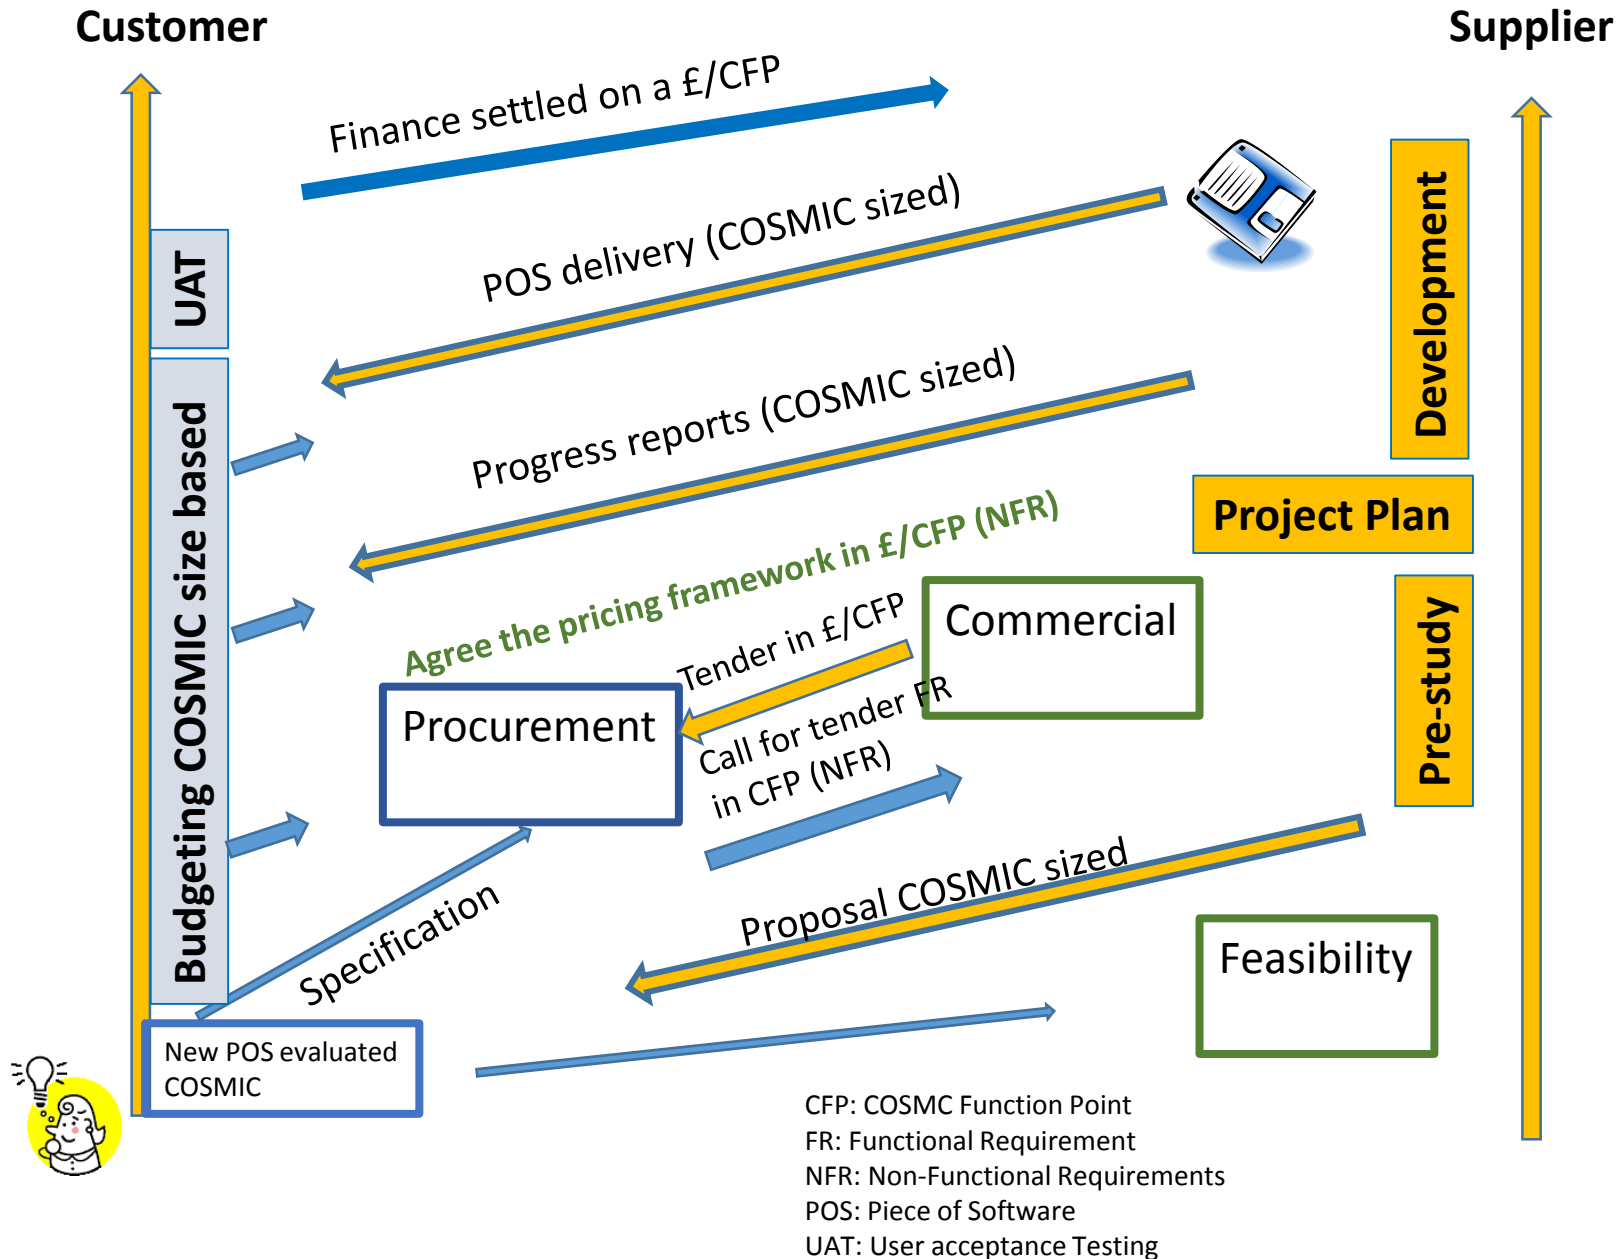 Customer
Supplier
Finance settled on a £/CFP
POS delivery (COSMIC sized)
UAT
Development
Progress reports (COSMIC sized)
Budgeting COSMIC size based
Project Plan
Agree the pricing framework in £/CFP (NFR)
Tender in £/CFP
Commercial
Pre-study
Procurement
Call for tender FR
in CFP (NFR)
Proposal COSMIC sized
Specification
Feasibility
New POS evaluated
COSMIC
CFP: COSMC Function Point
FR: Functional Requirement
NFR: Non-Functional Requirements
POS: Piece of Software
UAT: User acceptance Testing